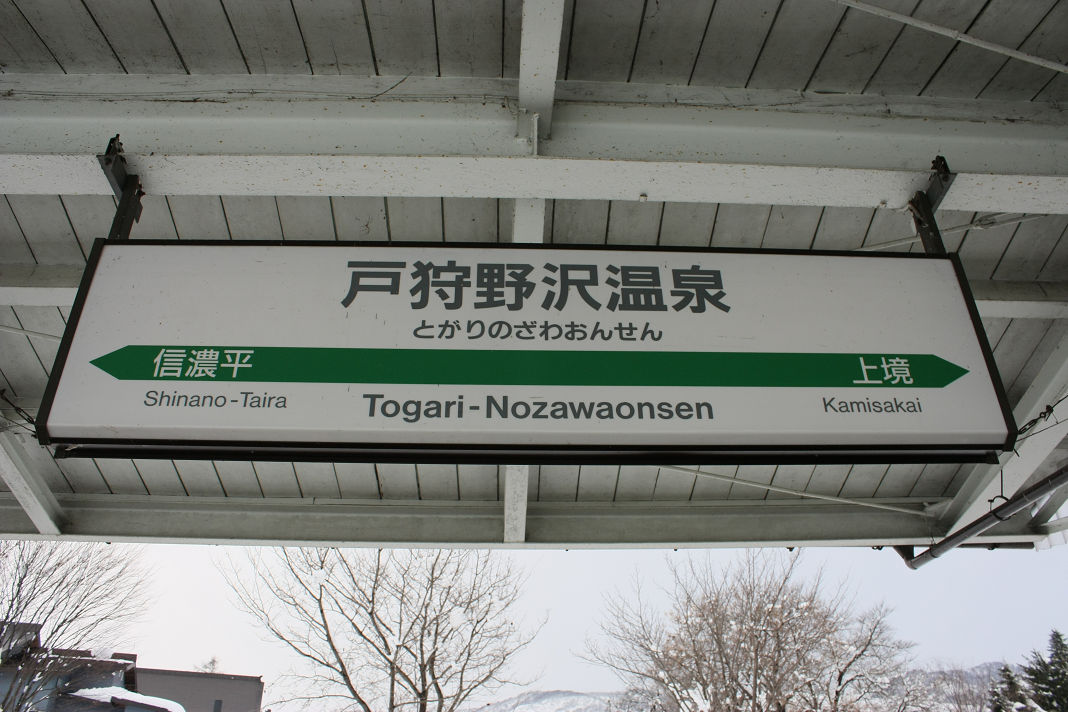 戸狩野沢温泉
とがりのざわおんせん
信濃平 上境
Shinano-Taira Togari-Nozawaonsen Kamisakai